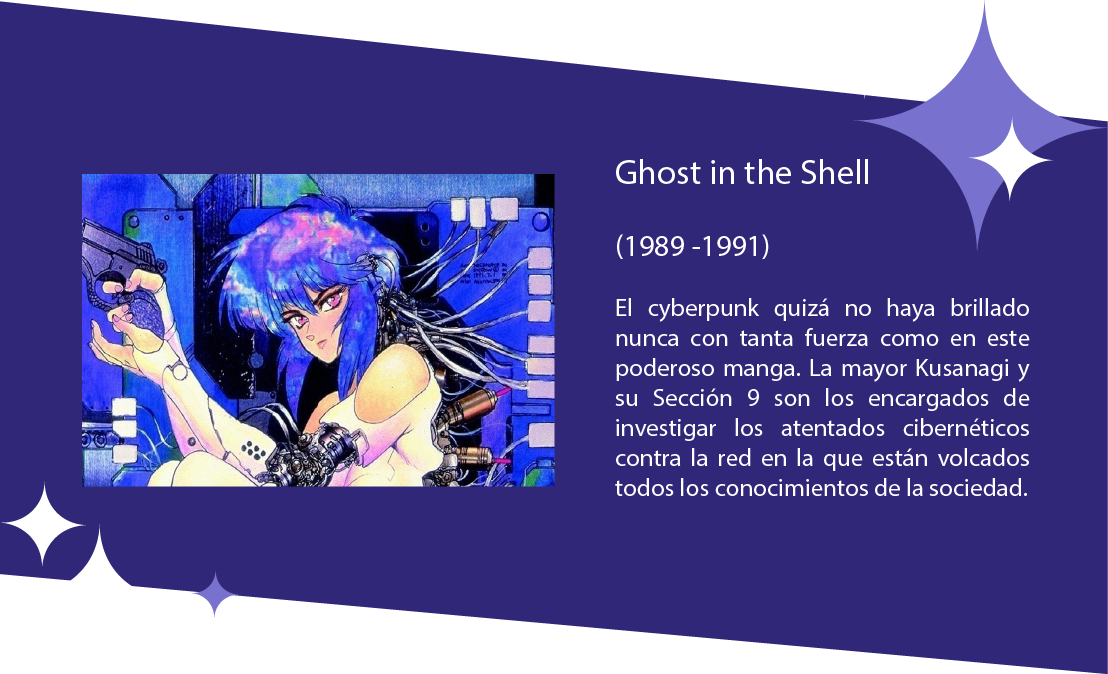 Ghost in the Shell
(1989 -1991)
El cyberpunk quizá no haya brillado
nunca con tanta fuerza como en este
poderoso manga. La mayor Kusanagi y
su Sección 9 son los encargados de
investigar los atentados cibernéticos
contra la red en la que están volcados
todos los conocimientos de la sociedad.